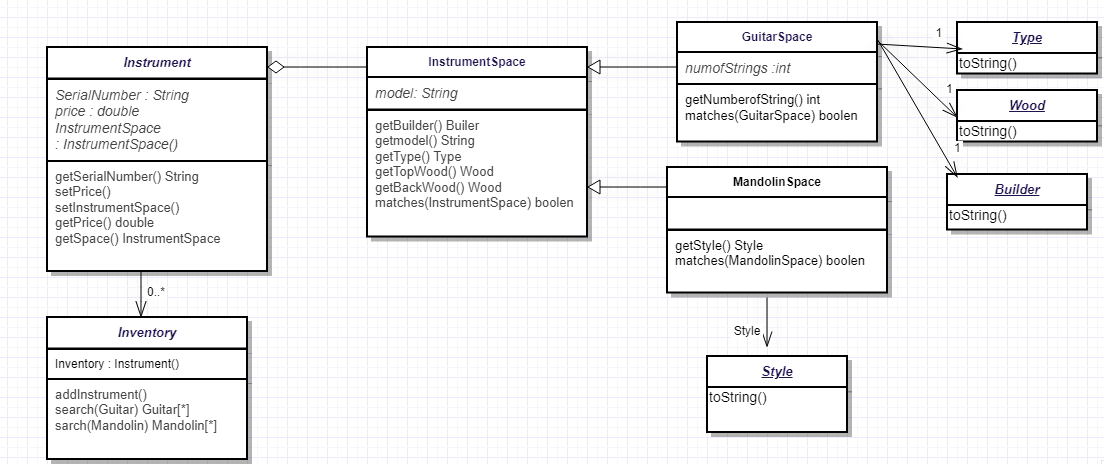 Instrument
SerialNumber : String
price : double
InstrumentSpace
: InstrumentSpace()
getSerialNumber() String
setPrice()
setInstrumentSpace()
getPrice() double
getSpace() InstrumentSpace
0..*
Inventory
Inventory : Instrument()
addInstrument()
search(Guitar) Guitar[*]
sarch(Mandolin) Mandolin[*]
InstrumentSpace
model: String
getBuilder() Builer
getmodel() String
getType() Type
getTopWood() Wood
getBackWood() Wood
matches(InstrumentSpace) boolen
GuitarSpace
numofStrings :int
getNumberofString() int
matches(GuitarSpace) boolen
MandolinSpace
getStyle() Style
matches(MandolinSpace) boolen
Style
Style
toString()
1
Type
toString()
1
Wood
toString()
1
Builder
toString()